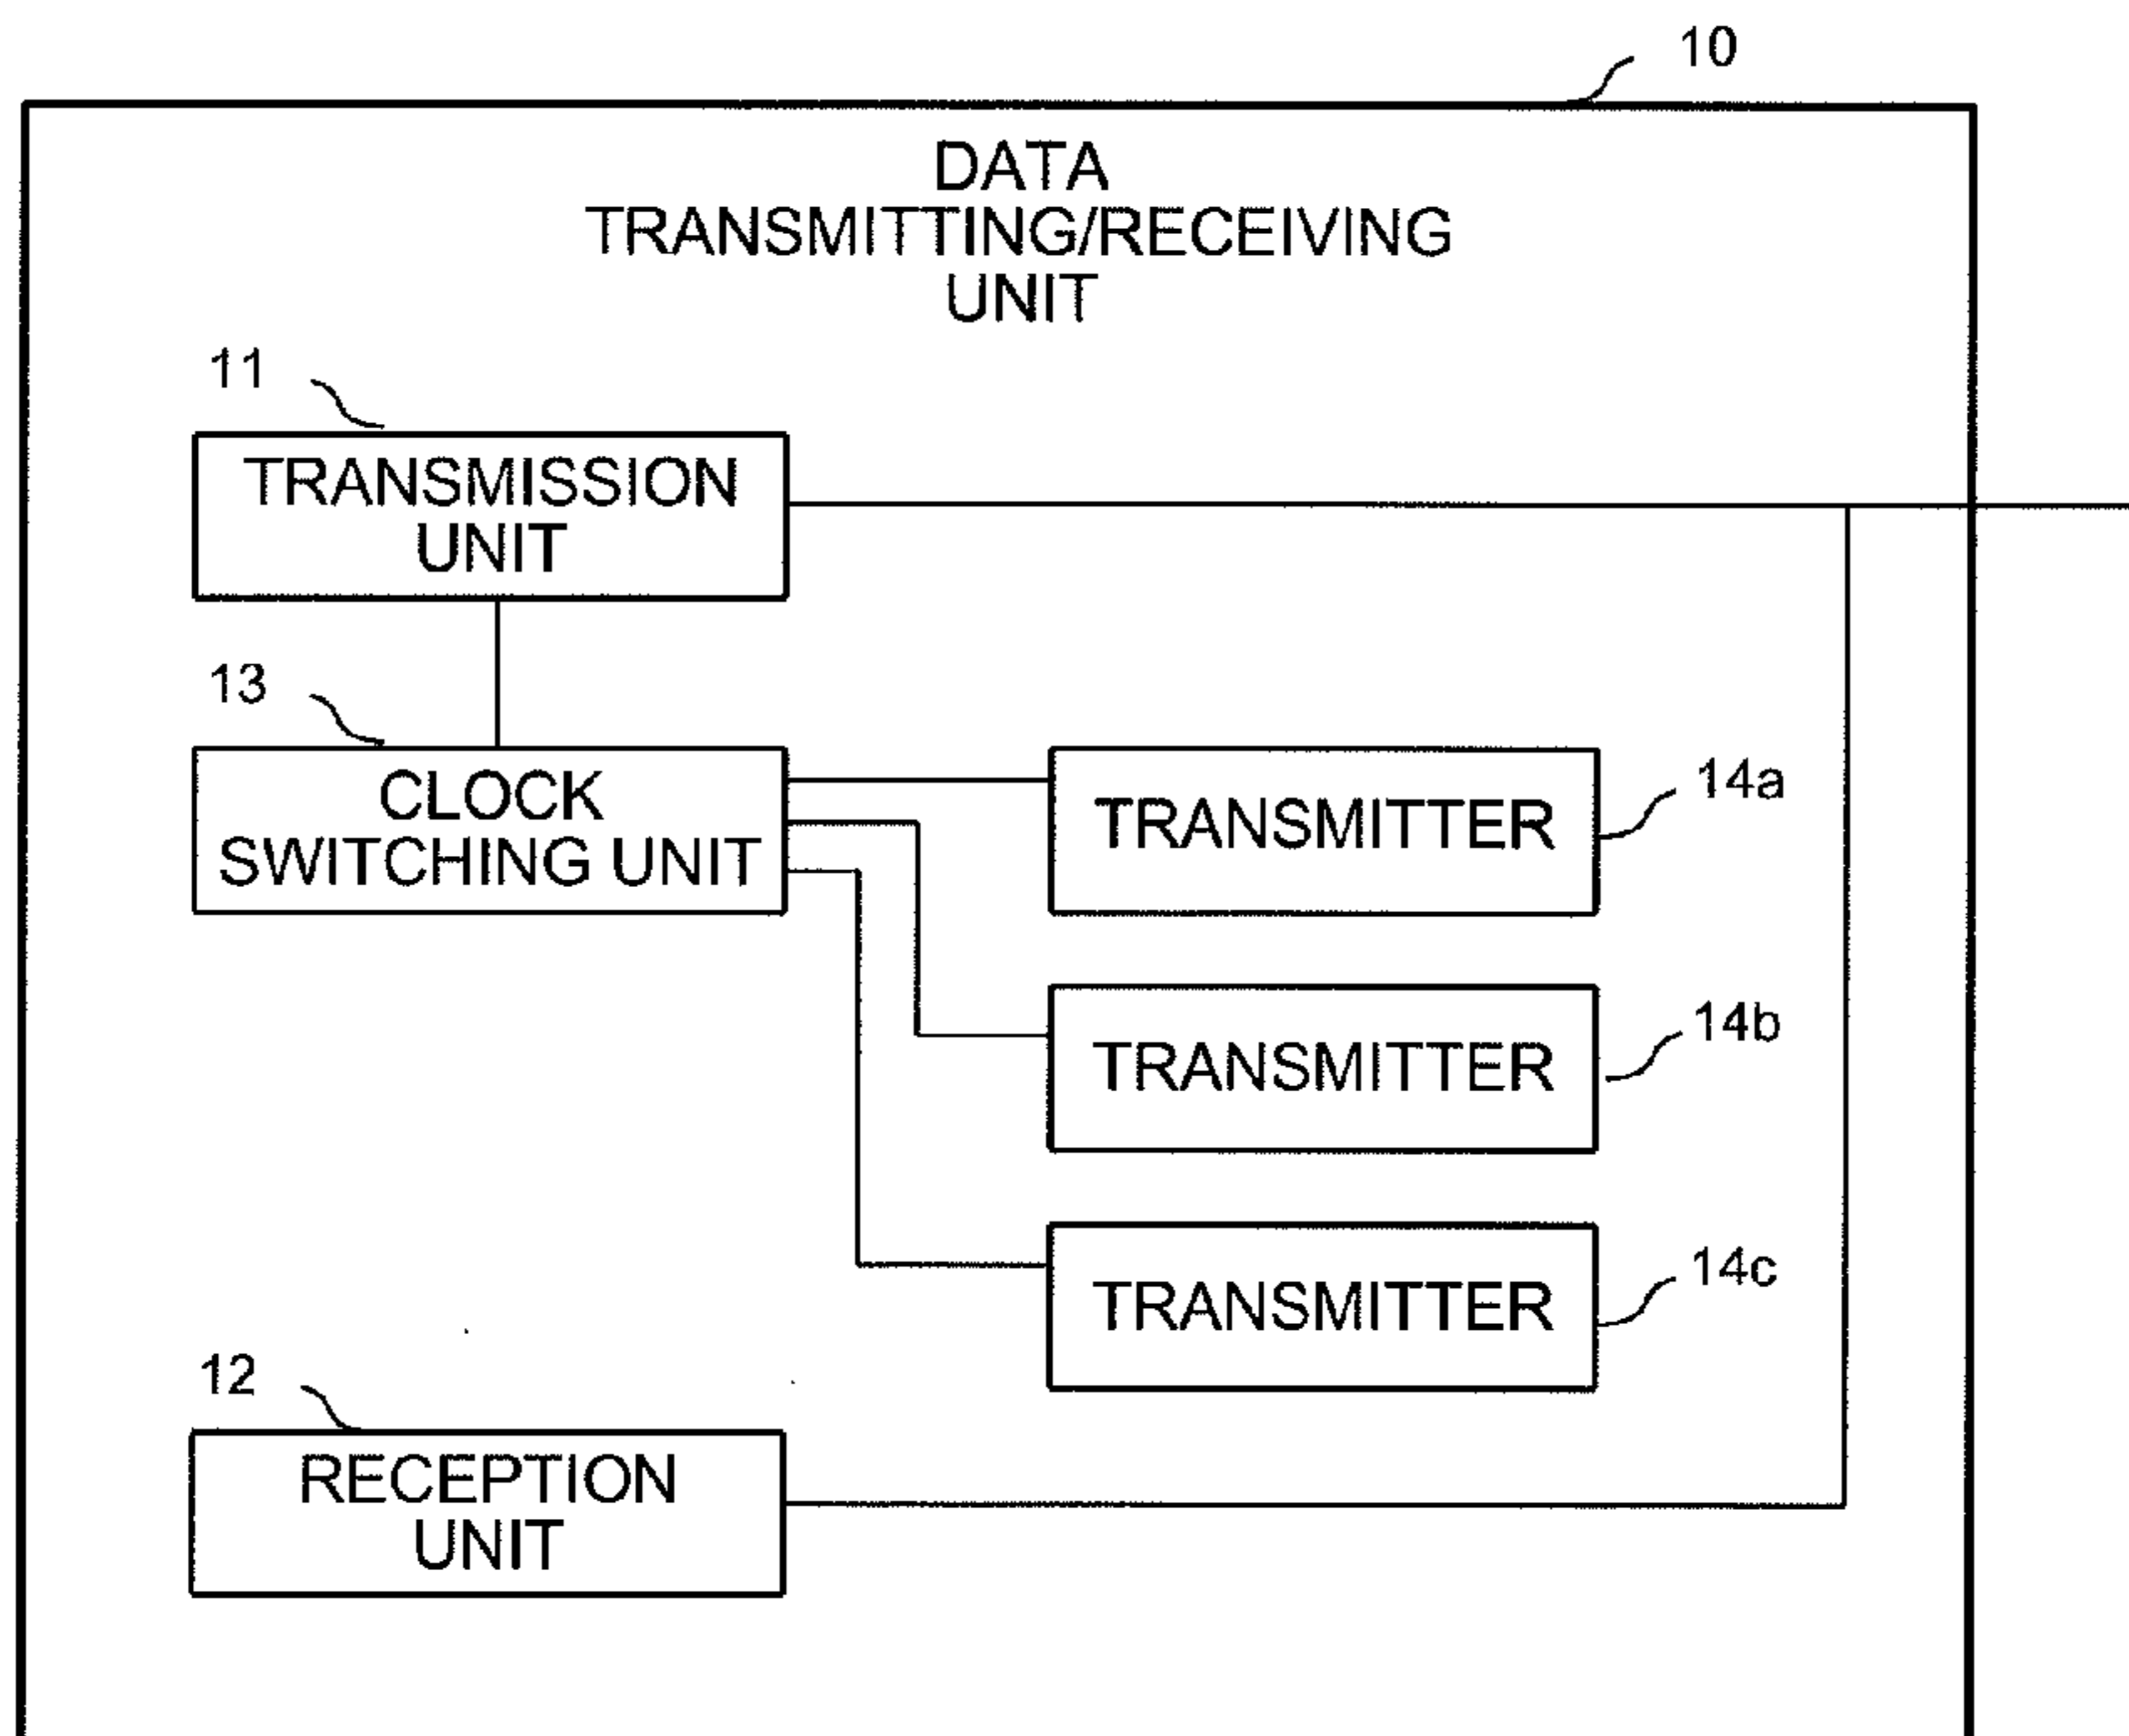 10
DATA
TRANSMITTING/RECEIVING
UNIT
11
TRANSMISSION
UNIT
13
CLOCK
SWITCHING UNIT
TRANSMITTER
14a
TRANSMITTER
14b
TRANSMITTER
14c
12
RECEPTION
UNIT